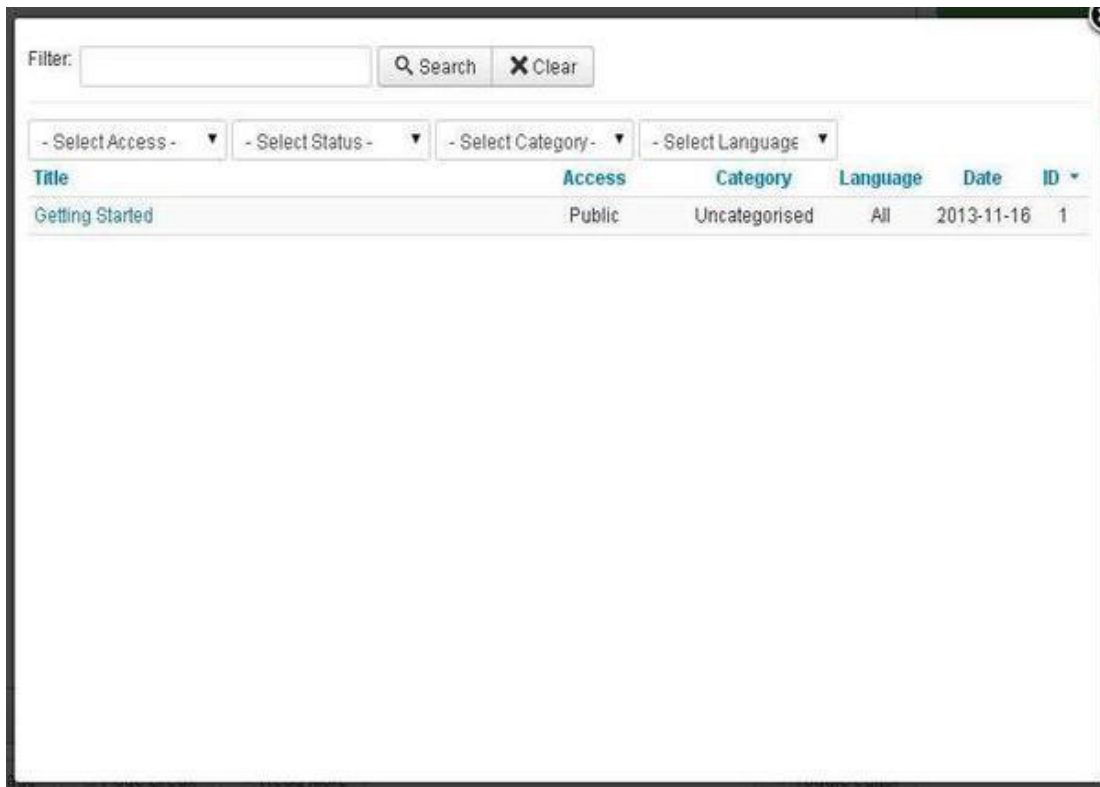 Filter: Search Clear
- Select Access - - Select Status - - Select Category - - Select Language
Title Access Category Language Date ID
Getting Started Public Uncategorised All 2013-11-16 1